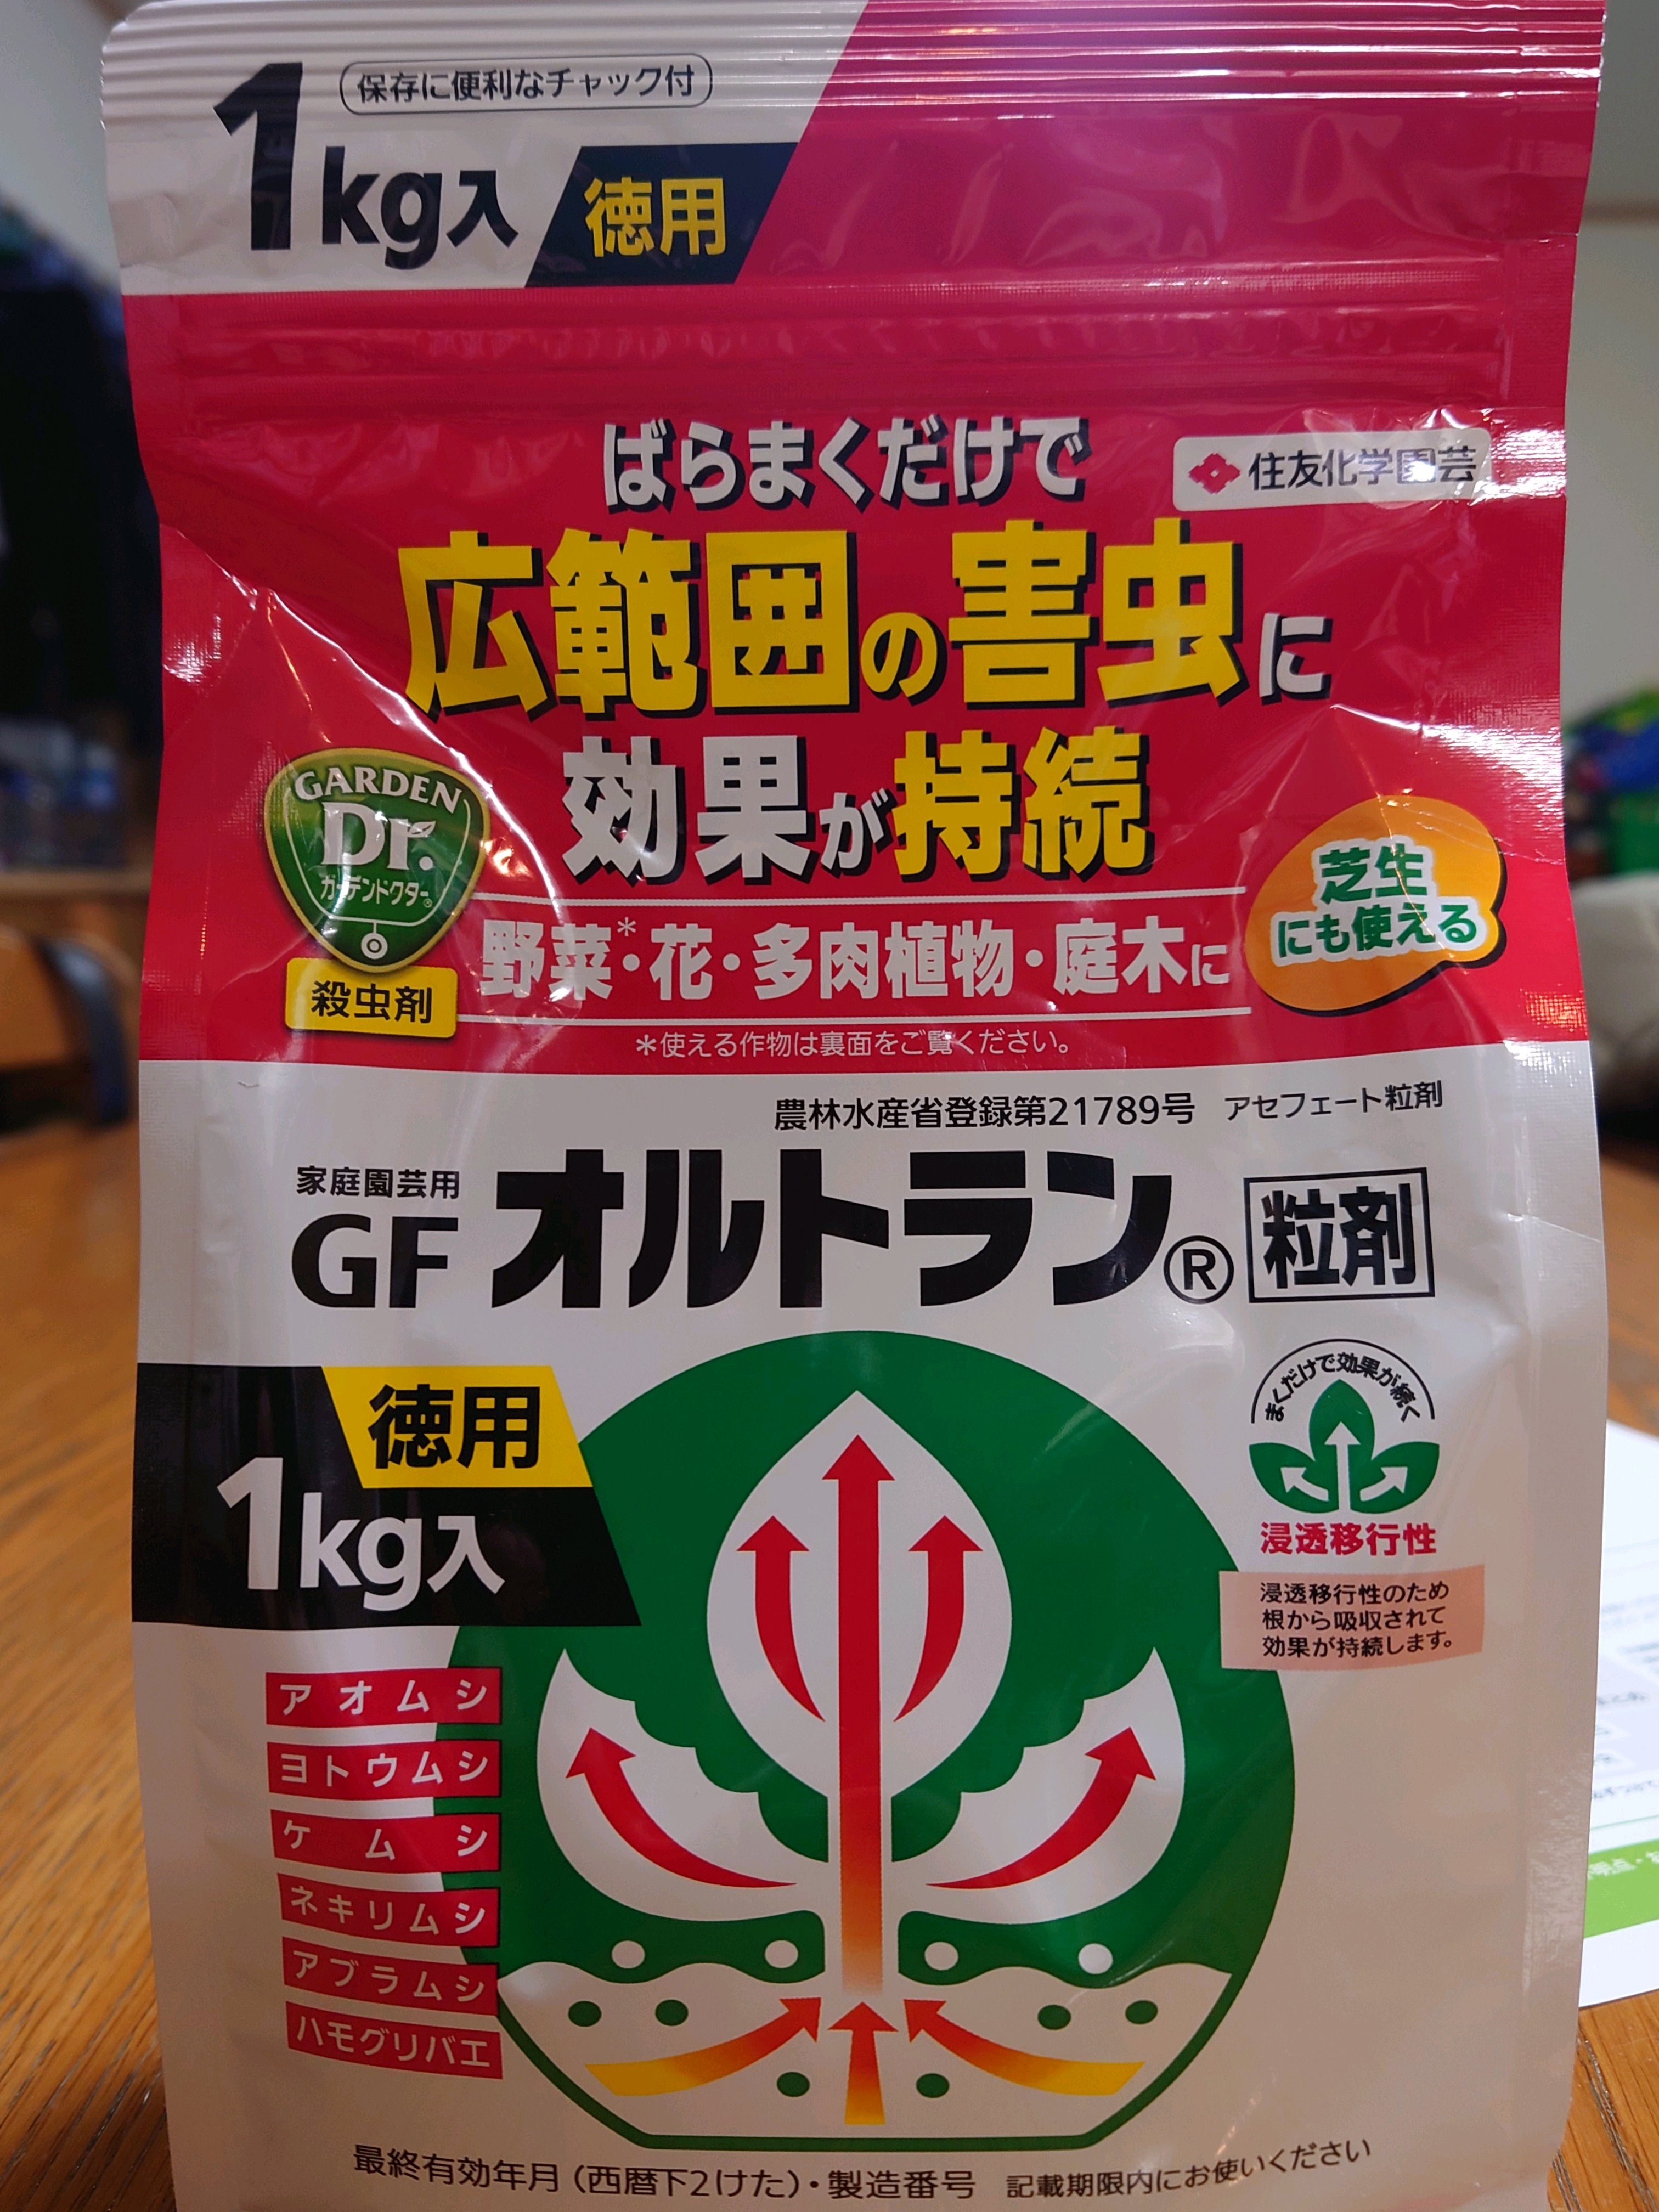 保存に便利なチャック付
1kg入 徳用
ばらまくだけで
住友化学園芸
広範囲の害虫に
効果が持続
GARDEN
Dr.
ガーデンドクター®
殺虫剤
野菜*・花・多肉植物・庭木に
芝生
にも使える
*使える作物は裏面をご覧ください。
農林水産省登録第21789号 アセフェート粒剤
家庭園芸用
GFオルトラン® 粒剤
徳用
1kg入
まくだけで効果が続く
浸透移行性
浸透移行性のため
根から吸収されて
効果が持続します。
アオムシ
ヨトウムシ
ケムシ
ネキリムシ
アブラムシ
ハモグリバエ
最終有効年月(西暦下2けた)・製造番号 記載期限内にお使いください